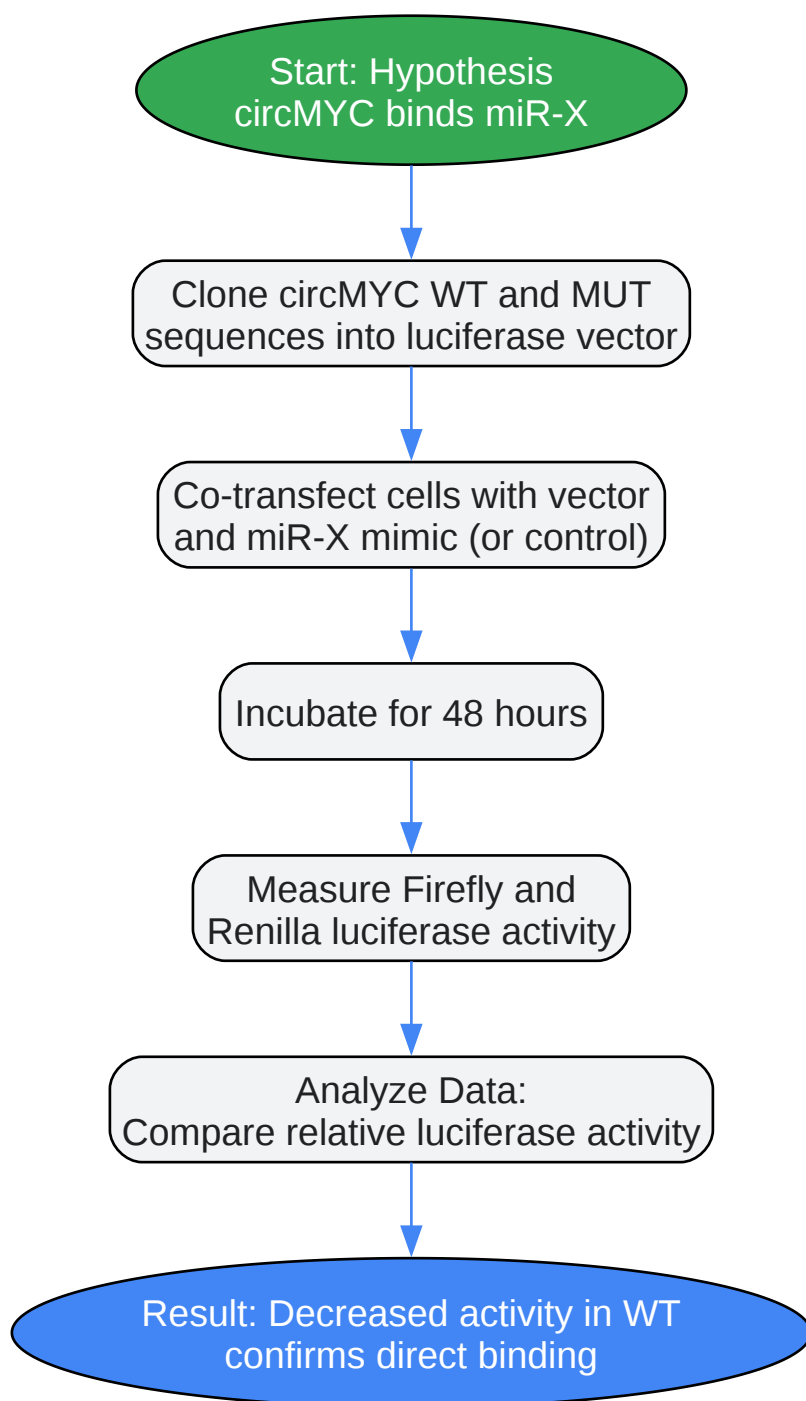 Start: Hypothesis
circMYC binds miR-X
Clone circMYC WT and MUT
sequences into luciferase vector
Co-transfect cells with vector
and miR-X mimic (or control)
Incubate for 48 hours
Measure Firefly and
Renilla luciferase activity
Analyze Data:
Compare relative luciferase activity
Result: Decreased activity in WT
confirms direct binding